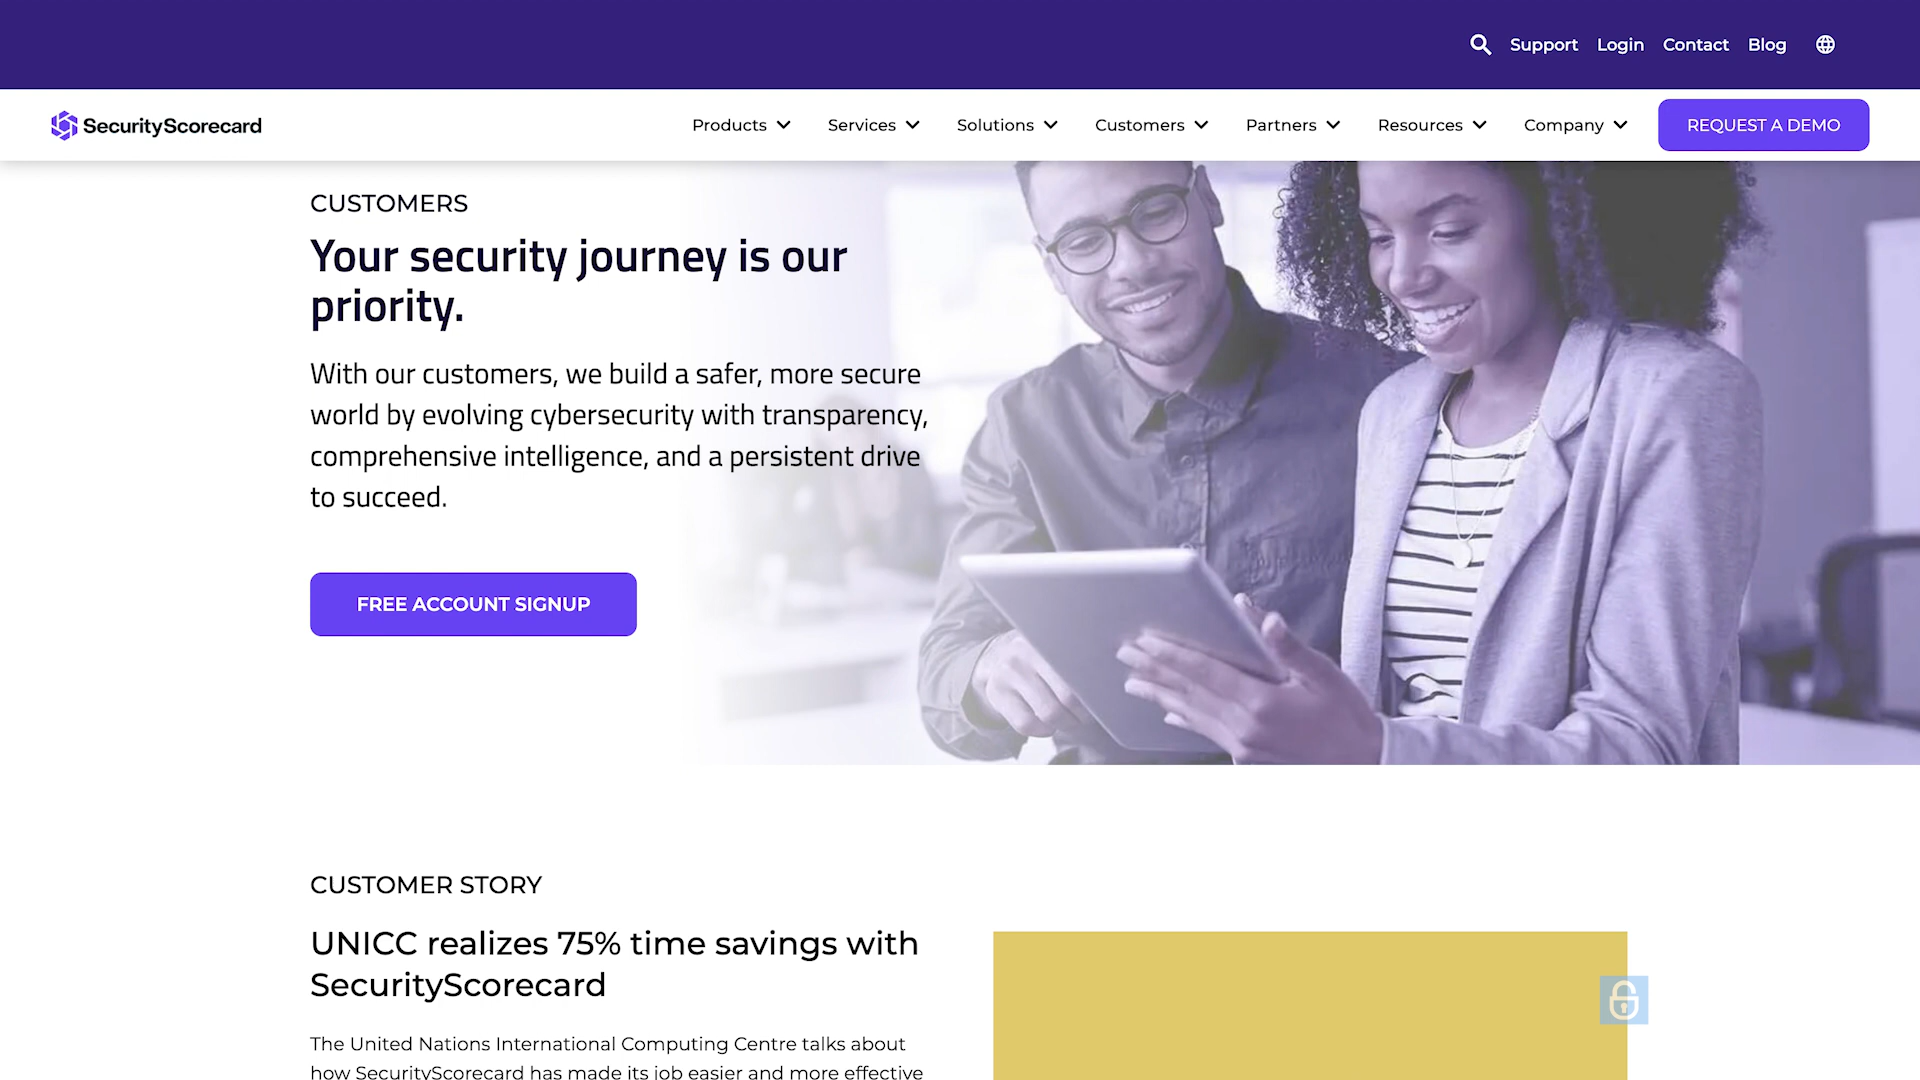 Support Login Contact Blog
SecurityScorecard
Products Services Solutions Customers Partners Resources Company REQUEST A DEMO
CUSTOMERS
Your security journey is our
priority.
With our customers, we build a safer, more secure
world by evolving cybersecurity with transparency,
comprehensive intelligence, and a persistent drive
to succeed.
FREE ACCOUNT SIGNUP
CUSTOMER STORY
UNICC realizes 75% time savings with
SecurityScorecard
The United Nations International Computing Centre talks about
how SecurityScorecard has made its job easier and more effective